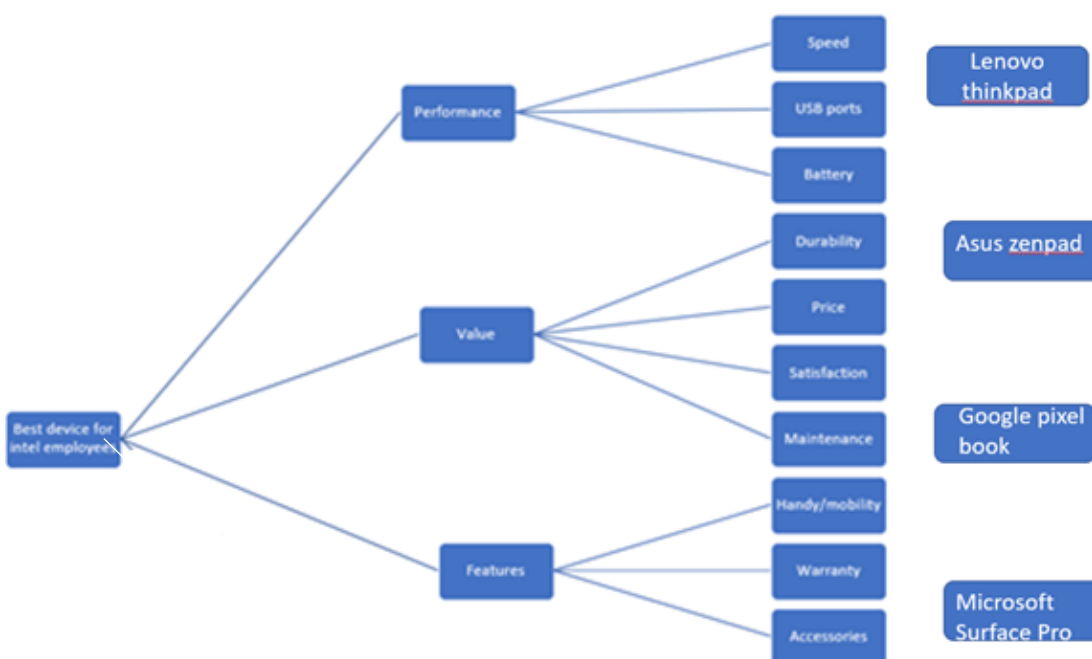 Speed
Lenovo
thinkpad
Performance
USB ports
Battery
Durability
Asus zenpad
Price
Value
Satisfaction
Google pixel
book
Best device for
intel employees
Maintenance
Handy/mobility
Features
Warranty
Microsoft
Surface Pro
Accessories